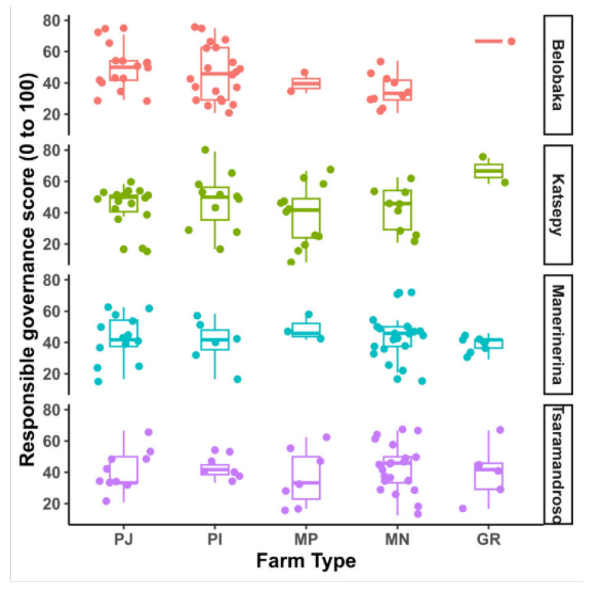 Responsible governance score (0 to 100)
80
60
40
20
Belobaka
80
60
40
20
Katsepy
80
60
40
20
Manerinerina
80
60
40
20
Tsaramandroso
PJ PI MP MN GR
Farm Type